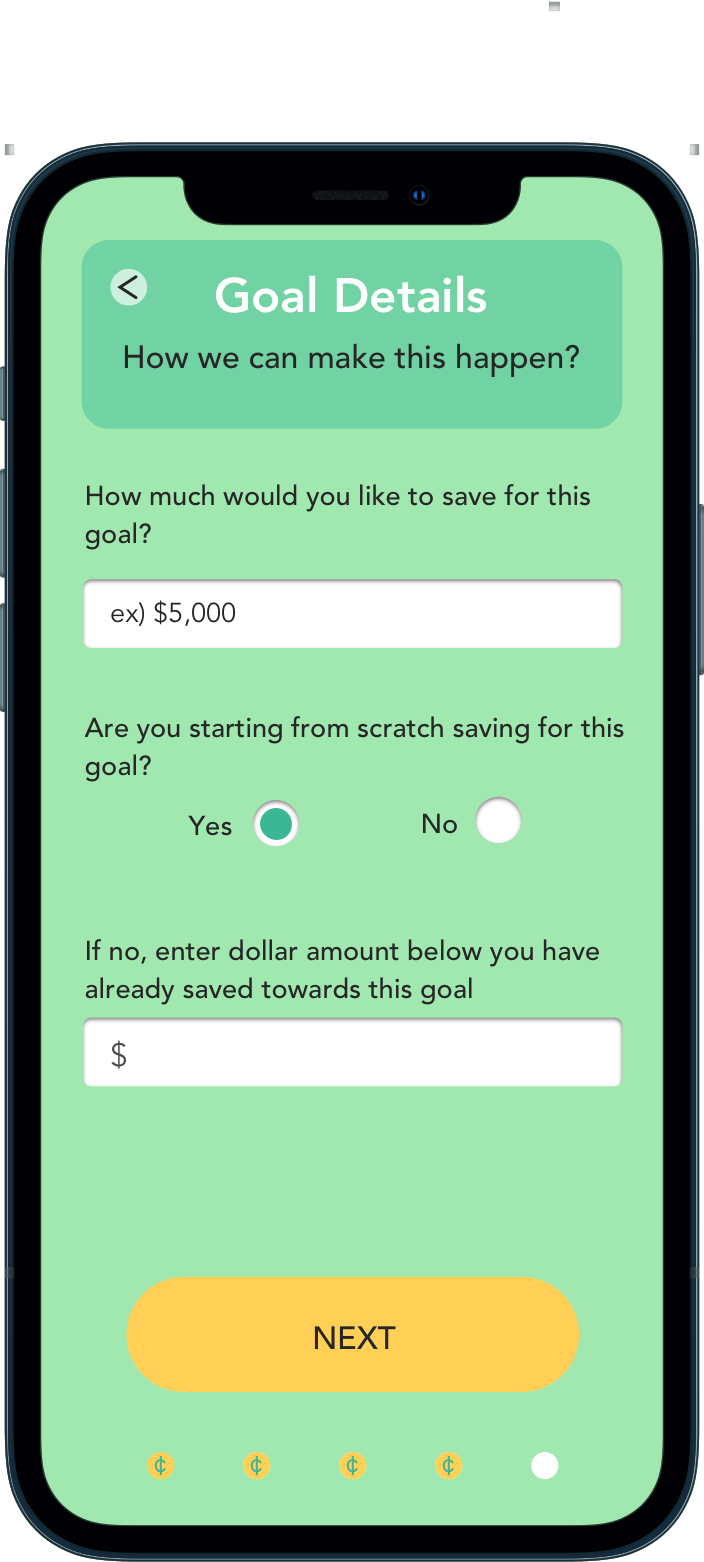 <
Goal Details
How we can make this happen?
How much would you like to save for this
goal?
ex) $5,000
Are you starting from scratch saving for this
goal?
Yes No
If no, enter dollar amount below you have
already saved towards this goal
$
NEXT
¢ ¢ ¢ ¢